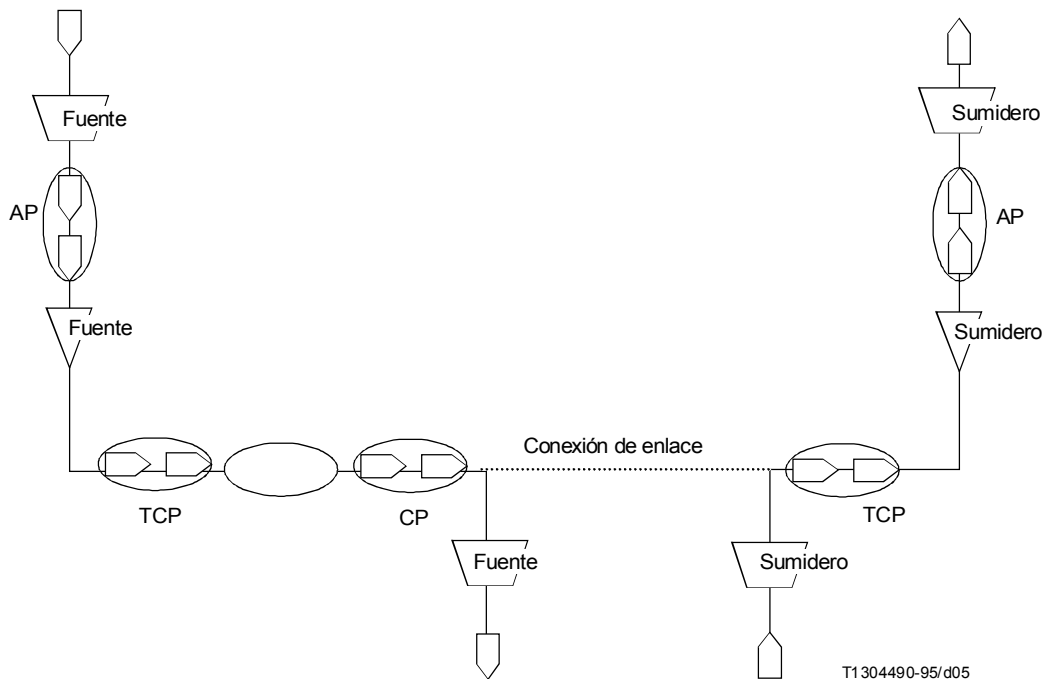 Fuente
Sumidero
AP
AP
Fuente
Sumidero
Conexión de enlace
TCP
CP
TCP
Fuente
Sumidero
T1304490-95/d05